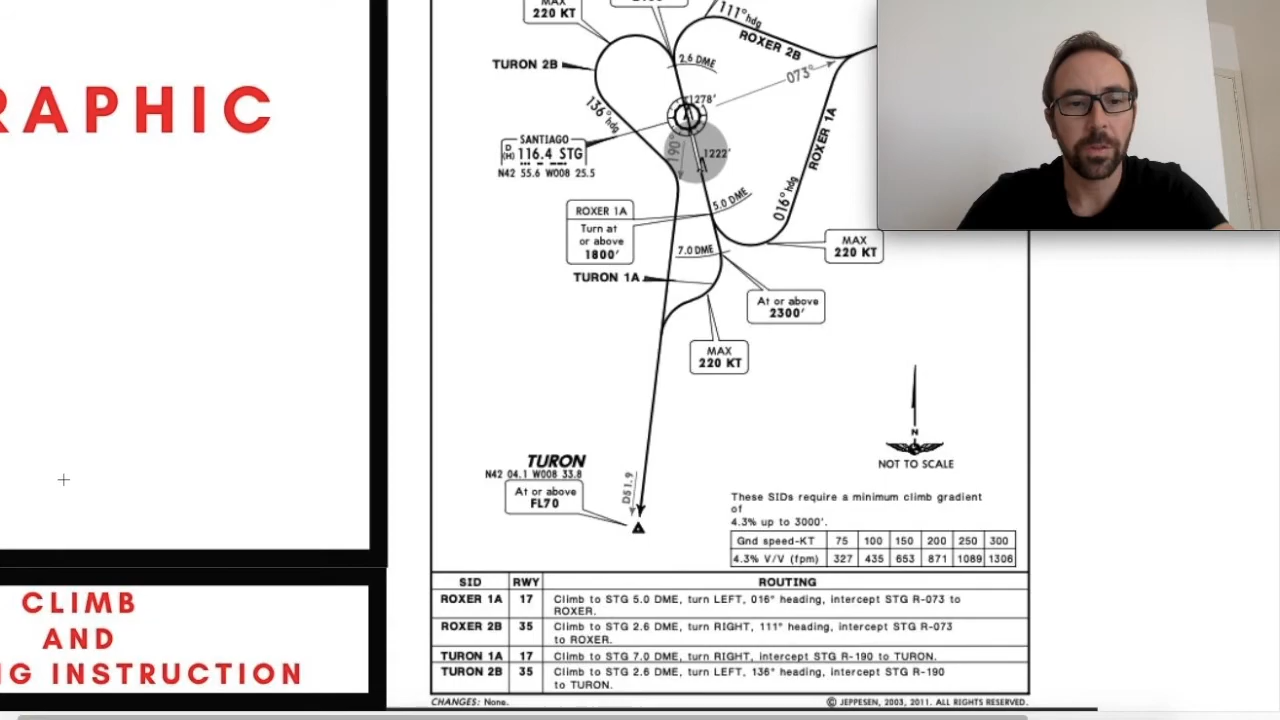 MAX
220 KT
111° hdg
ROXER 2B
TURON 2B
2.6 DME
073°
136° hdg
1278'
SANTIAGO
D
(H) 116.4 STG
N42 55.6 W008 25.5
190°
1222'
ROXER 1A
5.0 DME
016° hdg
ROXER 1A
Turn at
or above
1800'
7.0 DME
MAX
220 KT
TURON 1A
At or above
2300'
MAX
220 KT
RAPHIC
N
NOT TO SCALE
TURON
N42 04.1 W008 33.8
At or above
FL70
D51.9
These SIDs require a minimum climb gradient
of
4.3% up to 3000'.
Gnd speed-KT 75 100 150 200 250 300
4.3% V/V (fpm) 327 435 653 871 1089 1306
CLIMB
AND
NG INSTRUCTION
SID RWY ROUTING
ROXER 1A 17 Climb to STG 5.0 DME, turn LEFT, 016° heading, intercept STG R-073 to
ROXER.
ROXER 2B 35 Climb to STG 2.6 DME, turn RIGHT, 111° heading, intercept STG R-073
to ROXER.
TURON 1A 17 Climb to STG 7.0 DME, turn RIGHT, intercept STG R-190 to TURON.
TURON 2B 35 Climb to STG 2.6 DME, turn LEFT, 136° heading, intercept STG R-190
to TURON.
CHANGES: None. © JEPPESEN, 2003, 2011. ALL RIGHTS RESERVED.